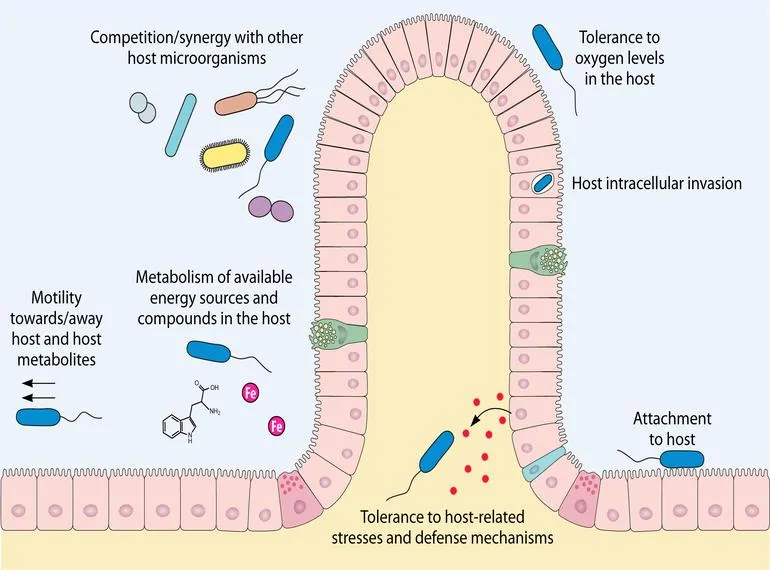 Competition/synergy with other
host microorganisms
Tolerance to
oxygen levels
in the host
Host intracellular invasion
Metabolism of available
energy sources and
compounds in the host
Motility
towards/away
host and host
metabolites
O
OH
NH₂
N
H
Fe
Fe
Attachment
to host
Tolerance to host-related
stresses and defense mechanisms